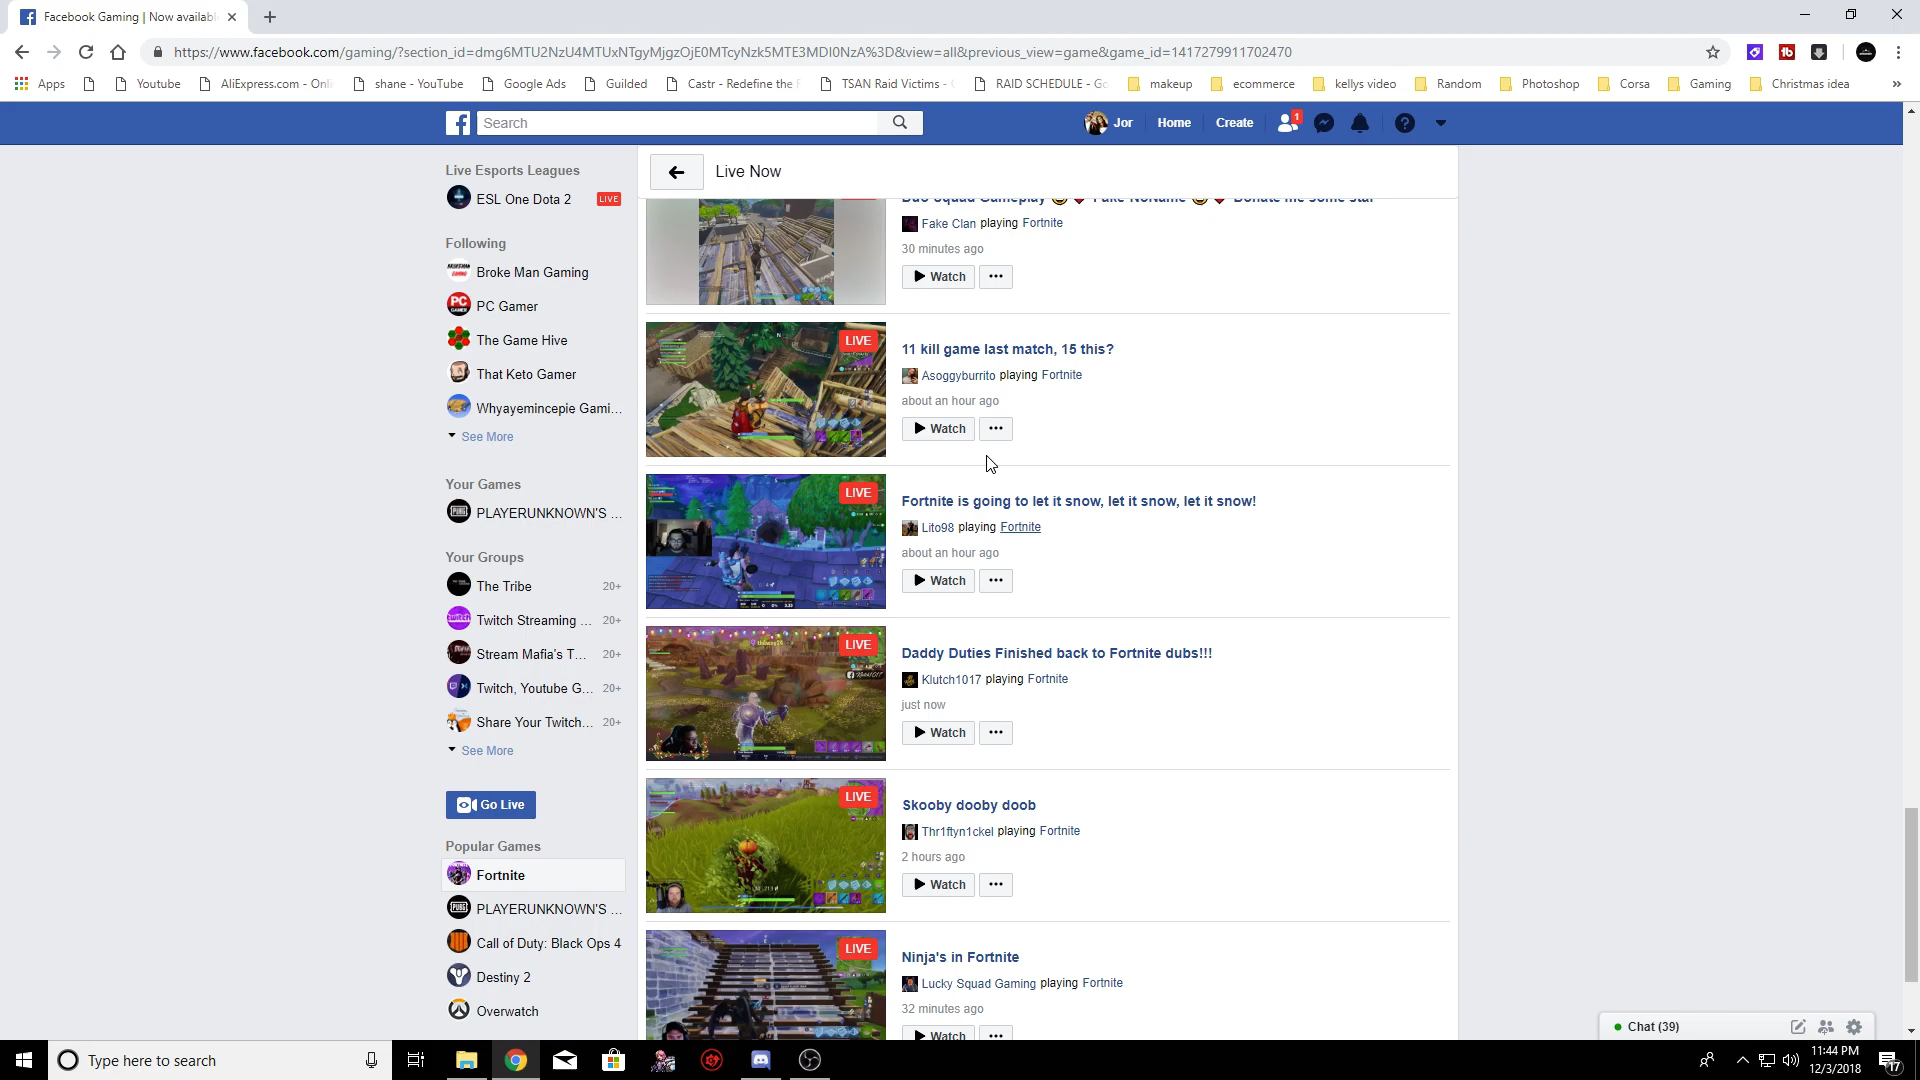 Facebook Gaming | Now availabl
https://www.facebook.com/gaming/?section_id=dmg6MTU2NzU4MTUxNTgyMjgzOjE0MTcyNzk5MTE3MDI0NzA%3D&view=all&previous_view=game&game_id=1417279911702470
Apps Youtube AliExpress.com - Onli shane - YouTube Google Ads Guilded Castr - Redefine the F TSAN Raid Victims - RAID SCHEDULE - Go makeup ecommerce kellys video Random Photoshop Corsa Gaming Christmas idea »
Search Jor Home Create 1
Live Esports Leagues
ESL One Dota 2 LIVE
Following
Broke Man Gaming
PC Gamer
The Game Hive
That Keto Gamer
Whyayemincepie Gami...
See More
Your Games
PLAYERUNKNOWN'S ...
Your Groups
The Tribe 20+
Twitch Streaming ... 20+
Stream Mafia's T... 20+
Twitch, Youtube G... 20+
Share Your Twitch... 20+
See More
Go Live
Popular Games
Fortnite
PLAYERUNKNOWN'S ...
Call of Duty: Black Ops 4
Destiny 2
Overwatch
Live Now
Duo Squad Gameplay Fake NoName Donate me some star
Fake Clan playing Fortnite
30 minutes ago
Watch
LIVE
11 kill game last match, 15 this?
Asoggyburrito playing Fortnite
about an hour ago
Watch
LIVE
Fortnite is going to let it snow, let it snow, let it snow!
Lito98 playing Fortnite
about an hour ago
Watch
LIVE
Daddy Duties Finished back to Fortnite dubs!!!
Klutch1017 playing Fortnite
just now
Watch
LIVE
Skooby dooby doob
Thr1ftyn1ckel playing Fortnite
2 hours ago
Watch
LIVE
Ninja's in Fortnite
Lucky Squad Gaming playing Fortnite
32 minutes ago
Watch
Chat (39)
Type here to search
11:44 PM
12/3/2018
17